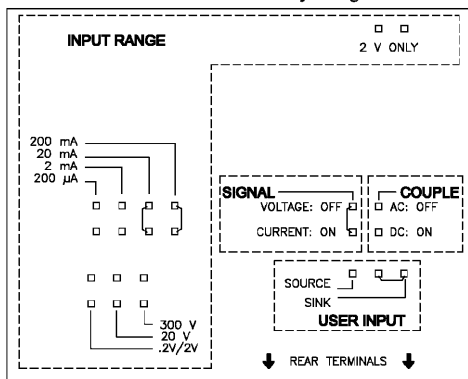 INPUT RANGE
2 V ONLY
200 mA
20 mA
2 mA
200 µA
SIGNAL
VOLTAGE: OFF
CURRENT: ON
COUPLE
AC: OFF
DC: ON
SOURCE
SINK
USER INPUT
300 V
20 V
.2V/2V
REAR TERMINALS